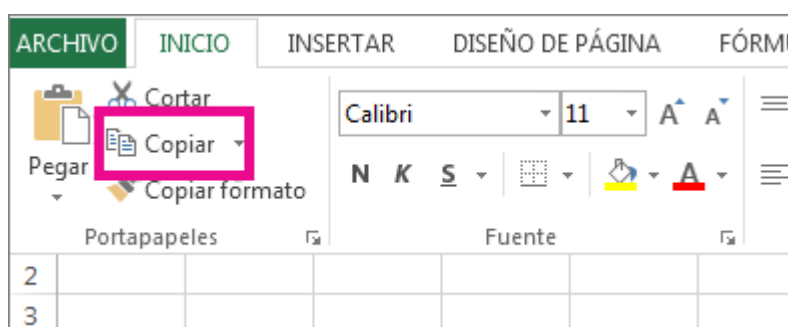 ARCHIVO INICIO INSERTAR DISEÑO DE PÁGINA FÓRMU
Cortar
Copiar
Pegar
Copiar formato
Portapapeles
Calibri 11 A A
N K S A
Fuente
2
3